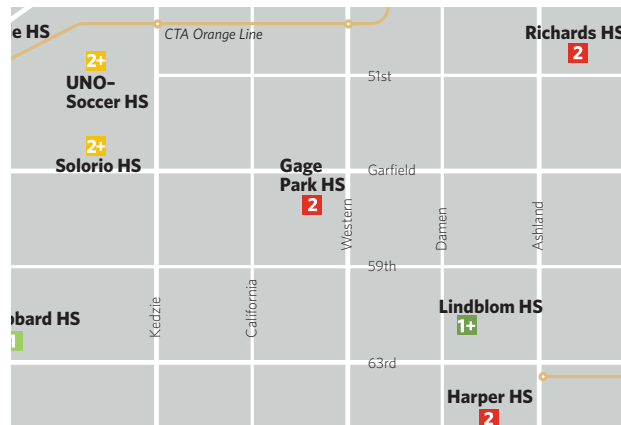 e HS
CTA Orange Line
Richards HS
2
2+
UNO–
Soccer HS
51st
2+
Solorio HS
Gage
Park HS
2
Garfield
Western
Damen
Ashland
59th
Kedzie
California
bbard HS
1
Lindblom HS
1+
63rd
Harper HS
2